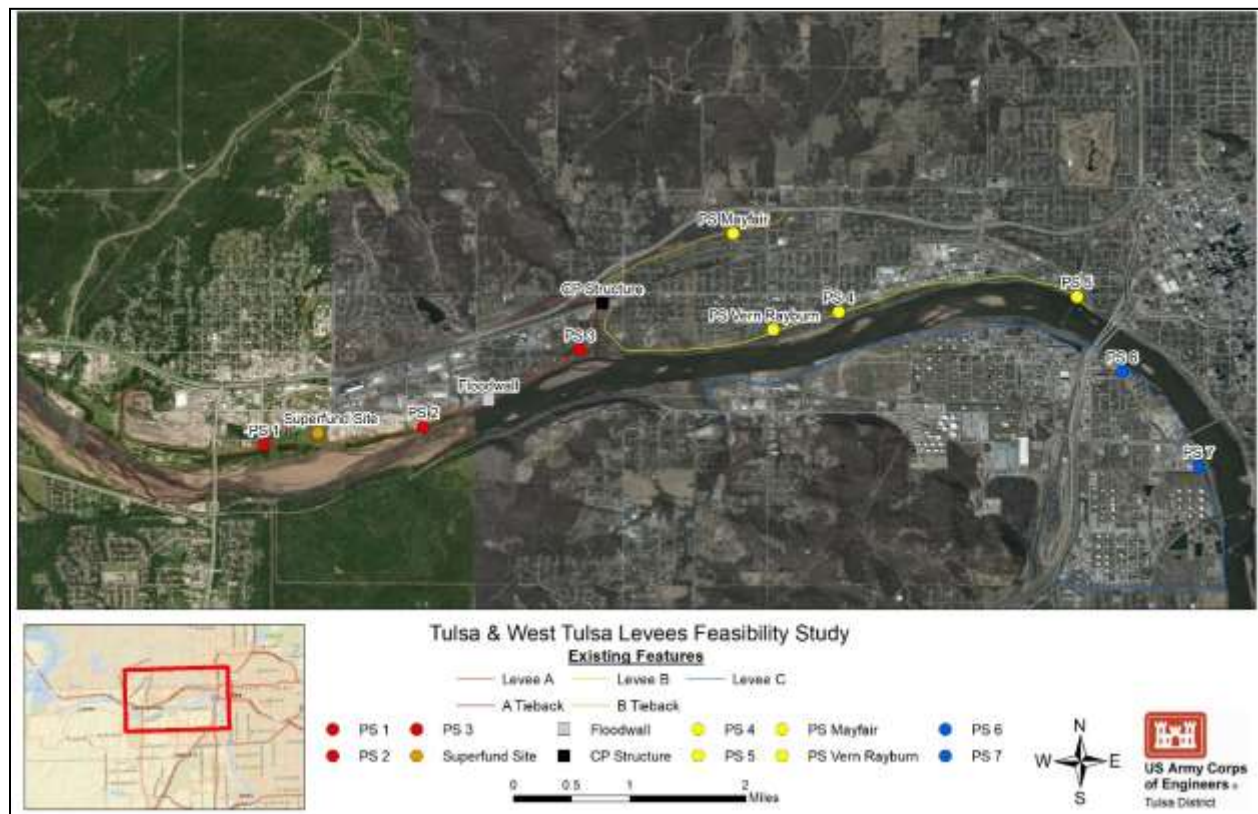 PS Mayfair
CP Structure
PS 5
PS 4
PS Vern Rayburn
PS 3
PS 6
Floodwall
PS 2
Superfund Site
PS 1
PS 7
Tulsa & West Tulsa Levees Feasibility Study
Existing Features
Levee A Levee B Levee C
A Tieback B Tieback
PS 1 PS 3 Floodwall PS 4 PS Mayfair PS 6
PS 2 Superfund Site CP Structure PS 5 PS Vern Rayburn PS 7
0 0.5 1 2
Miles
N
W E
S
US Army Corps
of Engineers
Tulsa District